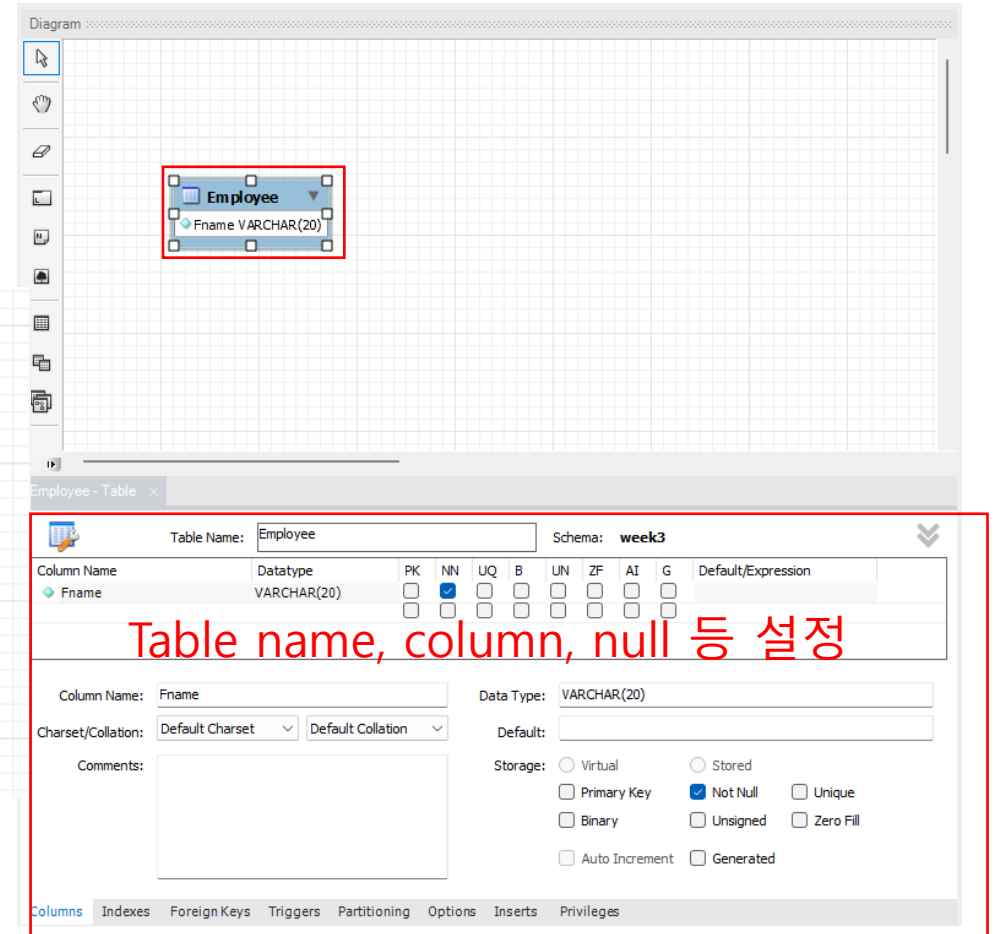 Diagram
Employee
Fname VARCHAR(20)
Employee - Table ×
Table Name: Employee Schema: week3
Column Name Datatype PK NN UQ B UN ZF AI G Default/Expression
Fname VARCHAR(20)
Table name, column, null 등 설정
Column Name: Fname Data Type: VARCHAR(20)
Charset/Collation: Default Charset Default Collation Default:
Comments: Storage: Virtual Stored
Primary Key Not Null Unique
Binary Unsigned Zero Fill
Auto Increment Generated
Columns Indexes Foreign Keys Triggers Partitioning Options Inserts Privileges